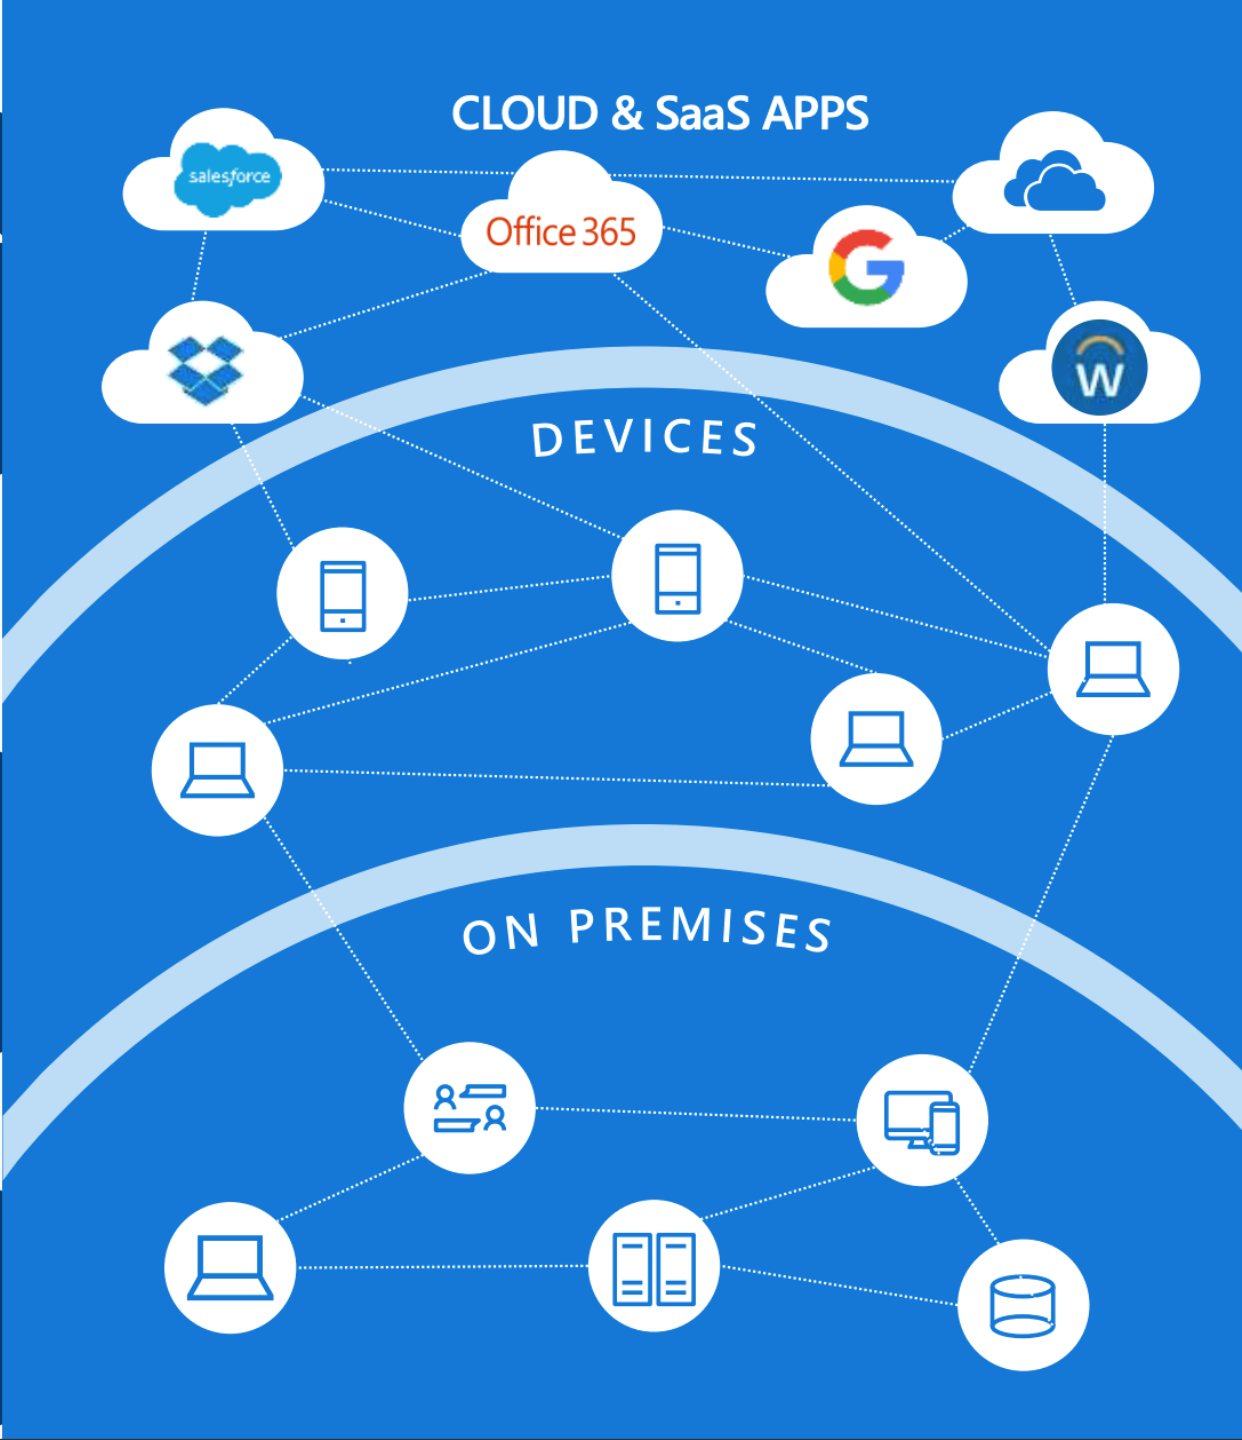 CLOUD & SaaS APPS
salesforce
Office 365
G
W
DEVICES
ON PREMISES